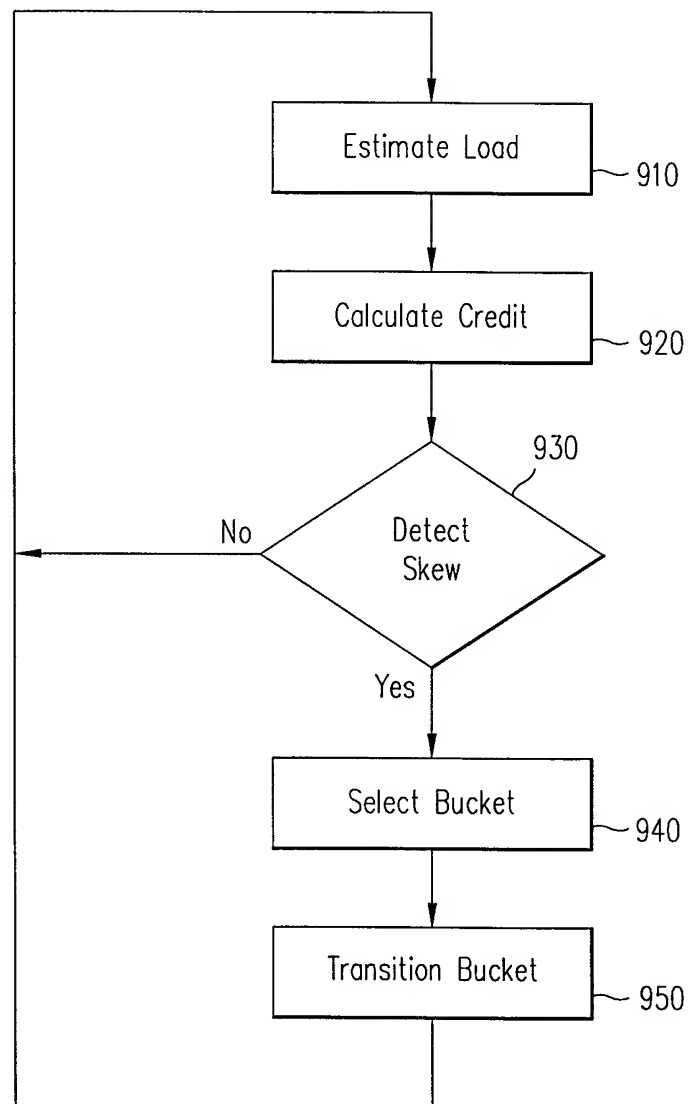 Estimate Load
910
Calculate Credit
920
930
No
Detect
Skew
Yes
Select Bucket
940
Transition Bucket
950